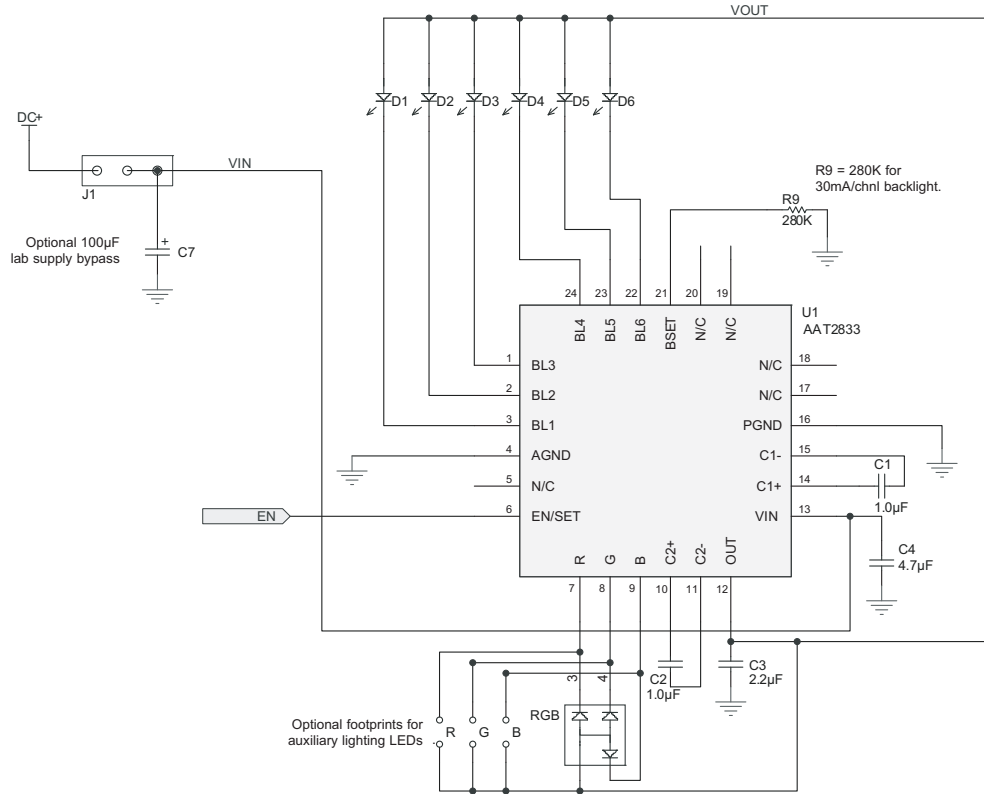 VOUT
D1
D2
D3
D4
D5
D6
DC+
VIN
J1
R9 = 280K for
30mA/chnl backlight.
R9
280K
Optional 100µF
lab supply bypass
+
C7
24
23
22
21
20
19
U1
AAT2833
BL4
BL5
BL6
BSET
N/C
N/C
1
BL3
N/C
18
2
BL2
N/C
17
3
BL1
PGND
16
4
AGND
C1-
15
C1
5
N/C
C1+
14
1.0µF
EN
6
EN/SET
VIN
13
R
G
B
C2+
C2-
OUT
C4
4.7µF
7
8
9
10
11
12
3
4
C2
1.0µF
C3
2.2µF
Optional footprints for
auxiliary lighting LEDs
R
G
B
RGB